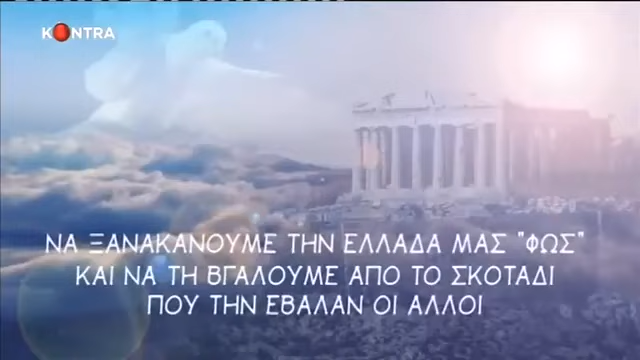 KONTRA
ΝΑ ΞΑΝΑΚΑΝΟΥΜΕ ΤΗΝ ΕΛΛΑΔΑ ΜΑΣ "ΦΩΣ"
ΚΑΙ ΝΑ ΤΗ ΒΓΑΛΟΥΜΕ ΑΠΟ ΤΟ ΣΚΟΤΑΔΙ
ΠΟΥ ΤΗΝ ΕΒΑΛΑΝ ΟΙ ΑΛΛΟΙ